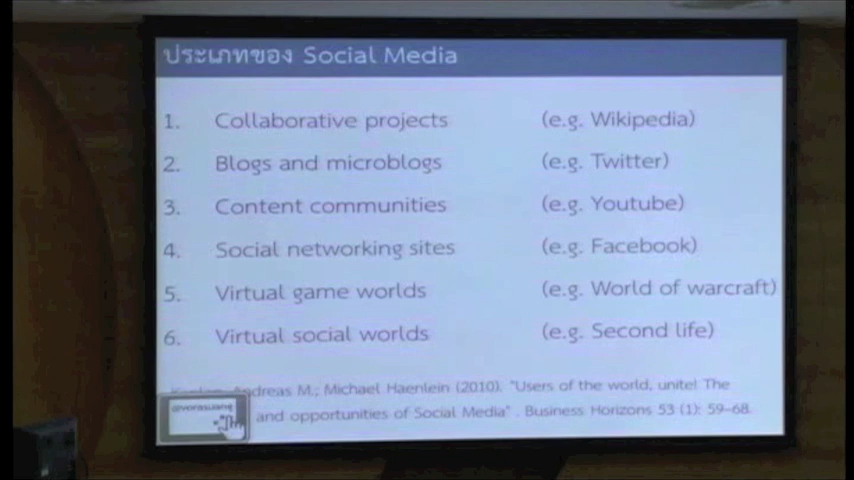 ประเภทของ Social Media
1. Collaborative projects (e.g. Wikipedia)
2. Blogs and microblogs (e.g. Twitter)
3. Content communities (e.g. Youtube)
4. Social networking sites (e.g. Facebook)
5. Virtual game worlds (e.g. World of warcraft)
6. Virtual social worlds (e.g. Second life)
Andreas M.; Michael Haenlein (2010). "Users of the world, unite! The
and opportunities of Social Media" . Business Horizons 53 (1): 59–68.